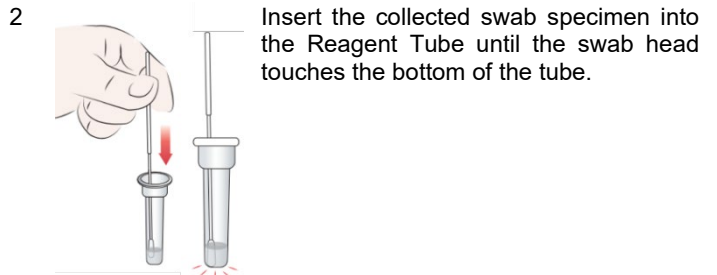 2
Insert the collected swab specimen into
the Reagent Tube until the swab head
touches the bottom of the tube.